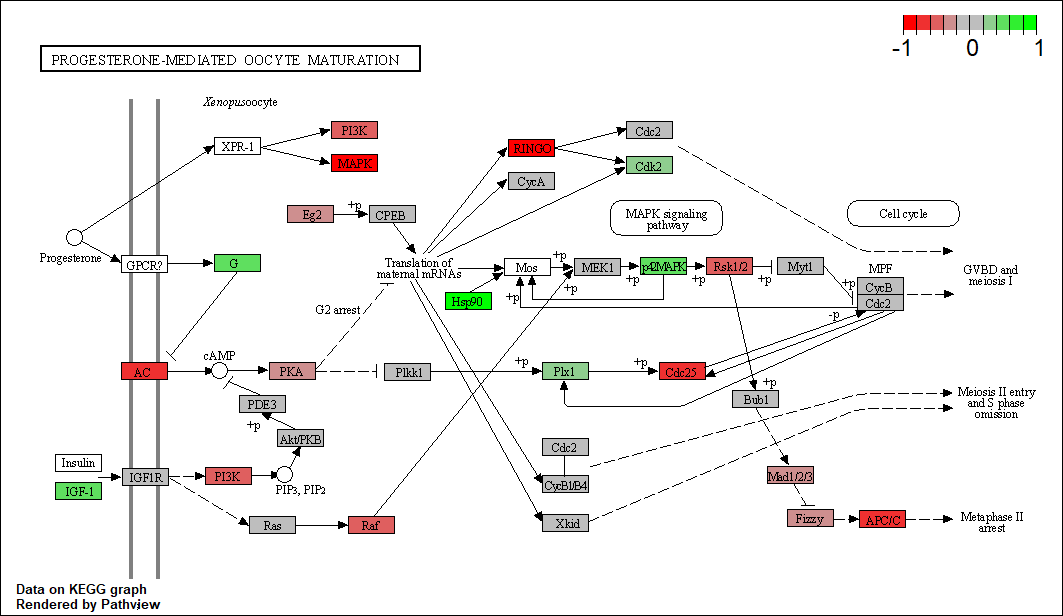 -1 0 1
PROGESTERONE-MEDIATED OOCYTE MATURATION
Xenopus oocyte
PI3K
XPR-1
MAPK
RINGO
Cdc2
Cdk2
CycA
Eg2
+p
CPEB
MAPK signaling
pathway
Cell cycle
Progesterone
GPCR?
G
Translation of
maternal mRNAs
Mos
+p
MEK1
+p
p42MAPK
+p
Rsk1/2
+p
Myt1
+p
MPF
CycB
Cdc2
GVBD and
meiosis I
Hsp90
+p
+p
-p
G2 arrest
cAMP
AC
PKA
Plkk1
+p
Plx1
+p
Cdc25
+p
Bub1
PDE3
+p
Akt/PKB
Meiosis II entry
and S phase
omission
Insulin
IGF-1
IGF1R
PI3K
PIP3, PIP2
Cdc2
CycB1/B4
Mad1/2/3
Ras
Raf
Xkid
Fizzy
APC/C
Metaphase II
arrest
Data on KEGG graph
Rendered by Pathview